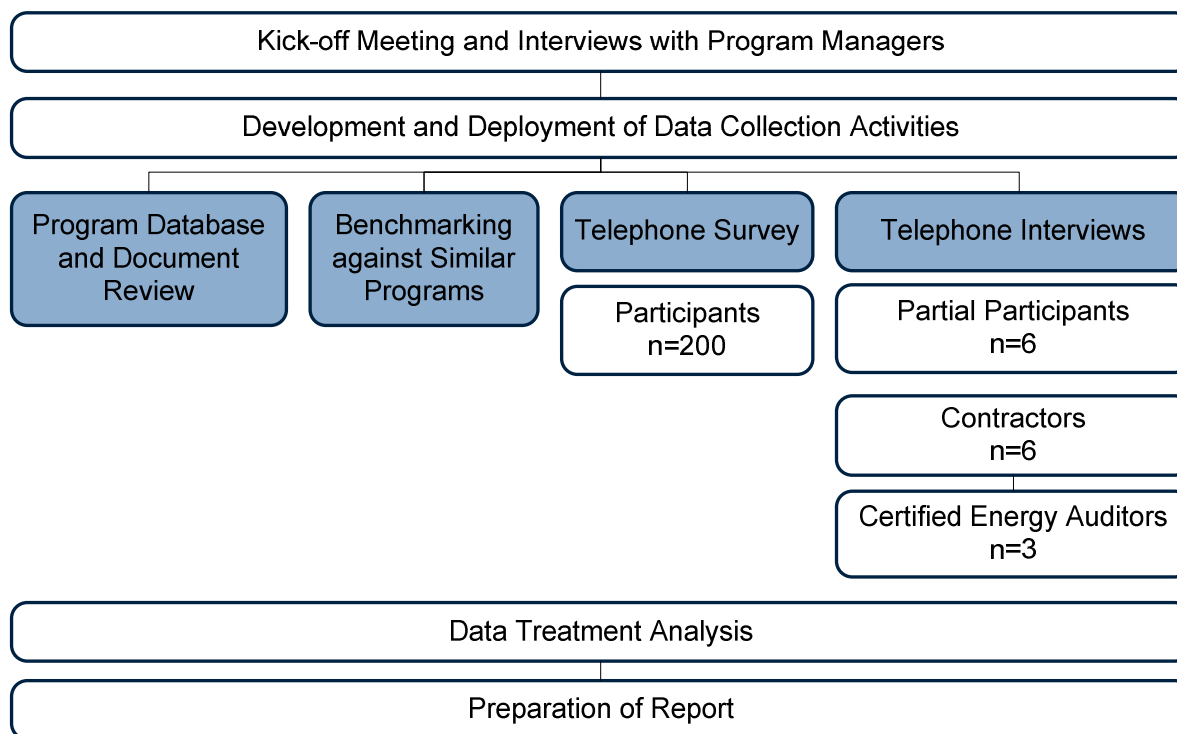 Kick-off Meeting and Interviews with Program Managers
Development and Deployment of Data Collection Activities
Program Database
and Document
Review
Benchmarking
against Similar
Programs
Telephone Survey
Participants
n=200
Telephone Interviews
Partial Participants
n=6
Contractors
n=6
Certified Energy Auditors
n=3
Data Treatment Analysis
Preparation of Report